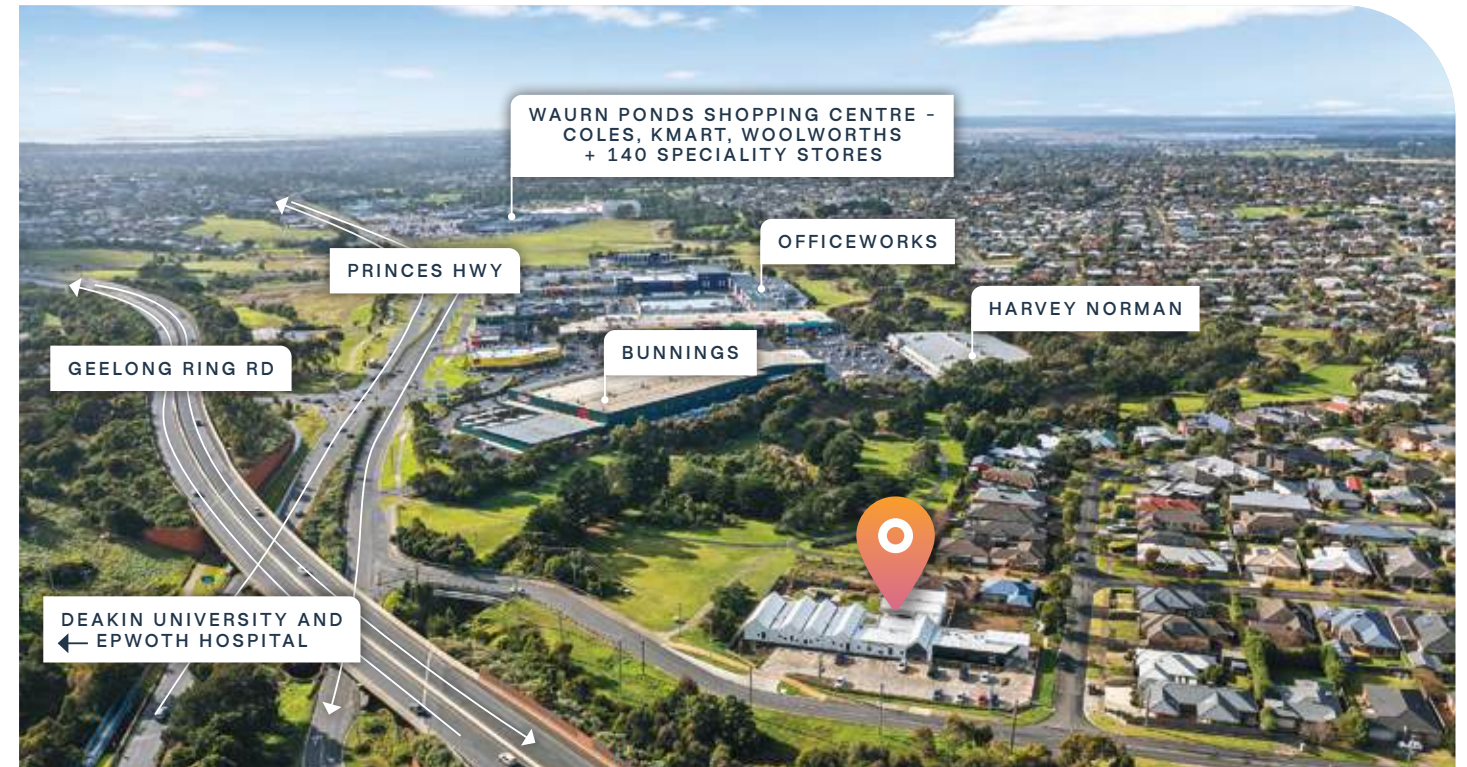 WAURN PONDS SHOPPING CENTRE -
COLES, KMART, WOOLWORTHS
+ 140 SPECIALITY STORES
OFFICEWORKS
PRINCES HWY
HARVEY NORMAN
BUNNINGS
GEELONG RING RD
DEAKIN UNIVERSITY AND
EPWOTH HOSPITAL